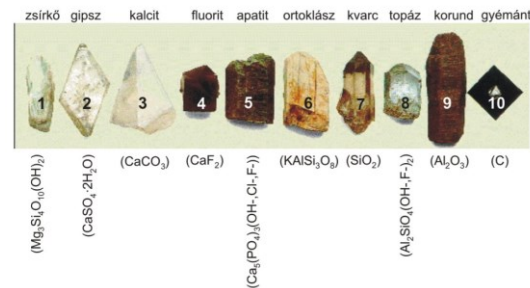 zsírkő gipsz kalcit fluorit apatit ortoklász kvarc topáz korund gyémánt
1 2 3 4 5 6 7 8 9 10
(Mg₃Si₄O₁₀(OH)₂) (CaSO₄·2H₂O) (CaCO₃) (CaF₂) (Ca₅(PO₄)₃(OH-,Cl-,F-)) (KAlSi₃O₈) (SiO₂) (Al₂SiO₄(OH-,F-)₂) (Al₂O₃) (C)